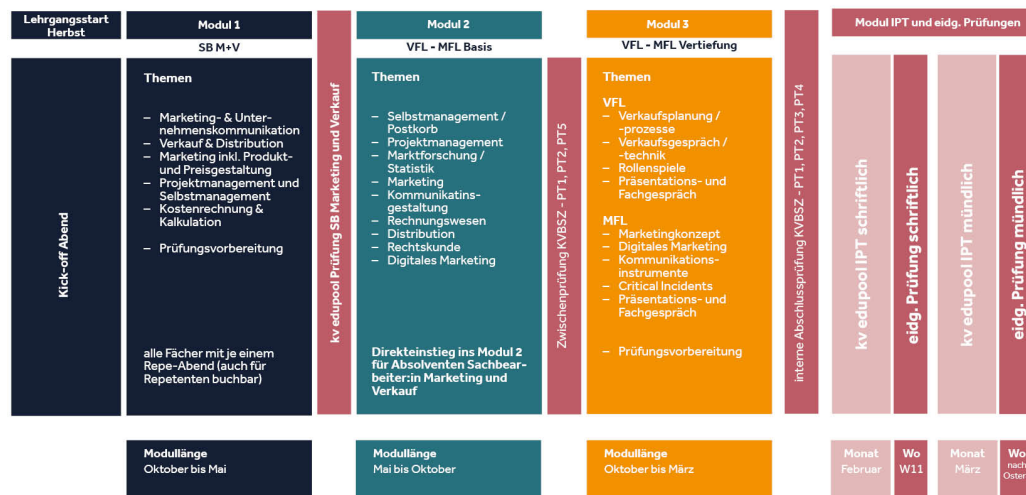 Lehrgangsstart
Herbst
Kick-off Abend
Modul 1
SB M+V
Themen
– Marketing- & Unter-
nehmenskommunikation
– Verkauf & Distribution
– Marketing inkl. Produkt-
und Preisgestaltung
– Projektmanagement und
Selbstmanagement
– Kostenrechnung &
Kalkulation
– Prüfungsvorbereitung
alle Fächer mit je einem
Repe-Abend (auch für
Repetenten buchbar)
Modullänge
Oktober bis Mai
kv edupool Prüfung SB Marketing und Verkauf
Modul 2
VFL - MFL Basis
Themen
– Selbstmanagement /
Postkorb
– Projektmanagement
– Marktforschung /
Statistik
– Marketing
– Kommunikatins-
gestaltung
– Rechnungswesen
– Distribution
– Rechtskunde
– Digitales Marketing
Direkteinstieg ins Modul 2
für Absolventen Sachbear-
beiter:in Marketing und
Verkauf
Modullänge
Mai bis Oktober
Zwischenprüfung KVBSZ - PT1, PT2, PT5
Modul 3
VFL - MFL Vertiefung
Themen
VFL
– Verkaufsplanung /
-prozesse
– Verkaufsgespräch /
-technik
– Rollenspiele
– Präsentations- und
Fachgespräch
MFL
– Marketingkonzept
– Digitales Marketing
– Kommunikations-
instrumente
– Critical Incidents
– Präsentations- und
Fachgespräch
– Prüfungsvorbereitung
Modullänge
Oktober bis März
interne Abschlussprüfung KVBSZ - PT1, PT2, PT3, PT4
Modul IPT und eidg. Prüfungen
kv edupool IPT schriftlich
eidg. Prüfung schriftlich
kv edupool IPT mündlich
eidg. Prüfung mündlich
Monat
Februar
Wo
W11
Monat
März
Wo
nach
Oster